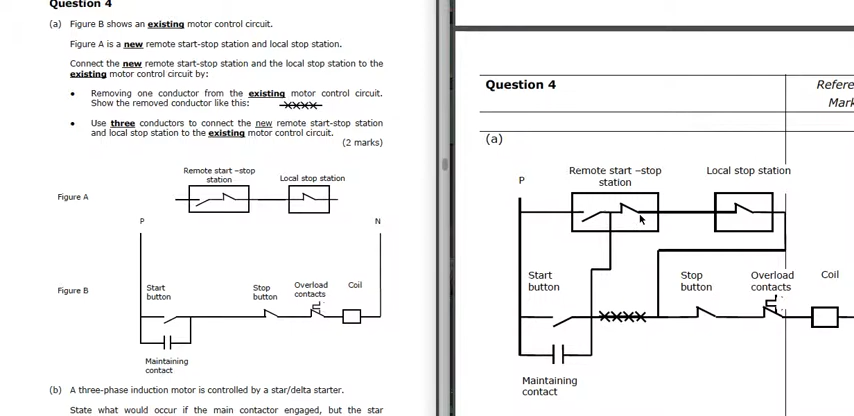 Question 4
(a) Figure B shows an existing motor control circuit.
Figure A is a new remote start-stop station and local stop station.
Connect the new remote start-stop station and the local stop station to the
existing motor control circuit by:
• Removing one conductor from the existing motor control circuit.
Show the removed conductor like this: XXXX
• Use three conductors to connect the new remote start-stop station
and local stop station to the existing motor control circuit.
(2 marks)
Remote start –stop
station
Local stop station
Figure A
P
N
Figure B
Start
button
Stop
button
Overload
contacts
Coil
Maintaining
contact
(b) A three-phase induction motor is controlled by a star/delta starter.
State what would occur if the main contactor engaged, but the star
Question 4
Refere
Mark
(a)
Remote start –stop
station
Local stop station
P
Start
button
Stop
button
Overload
contacts
Coil
XXXX
Maintaining
contact